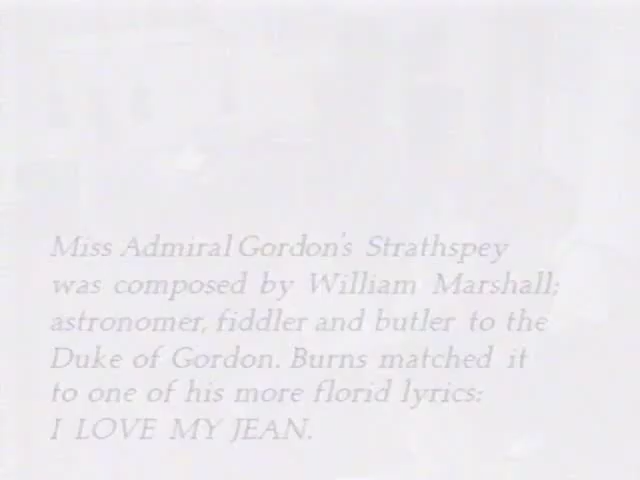 Miss Admiral Gordon's Strathspey
was composed by William Marshall;
astronomer, fiddler and butler to the
Duke of Gordon. Burns matched it
to one of his more florid lyrics:
I LOVE MY JEAN.